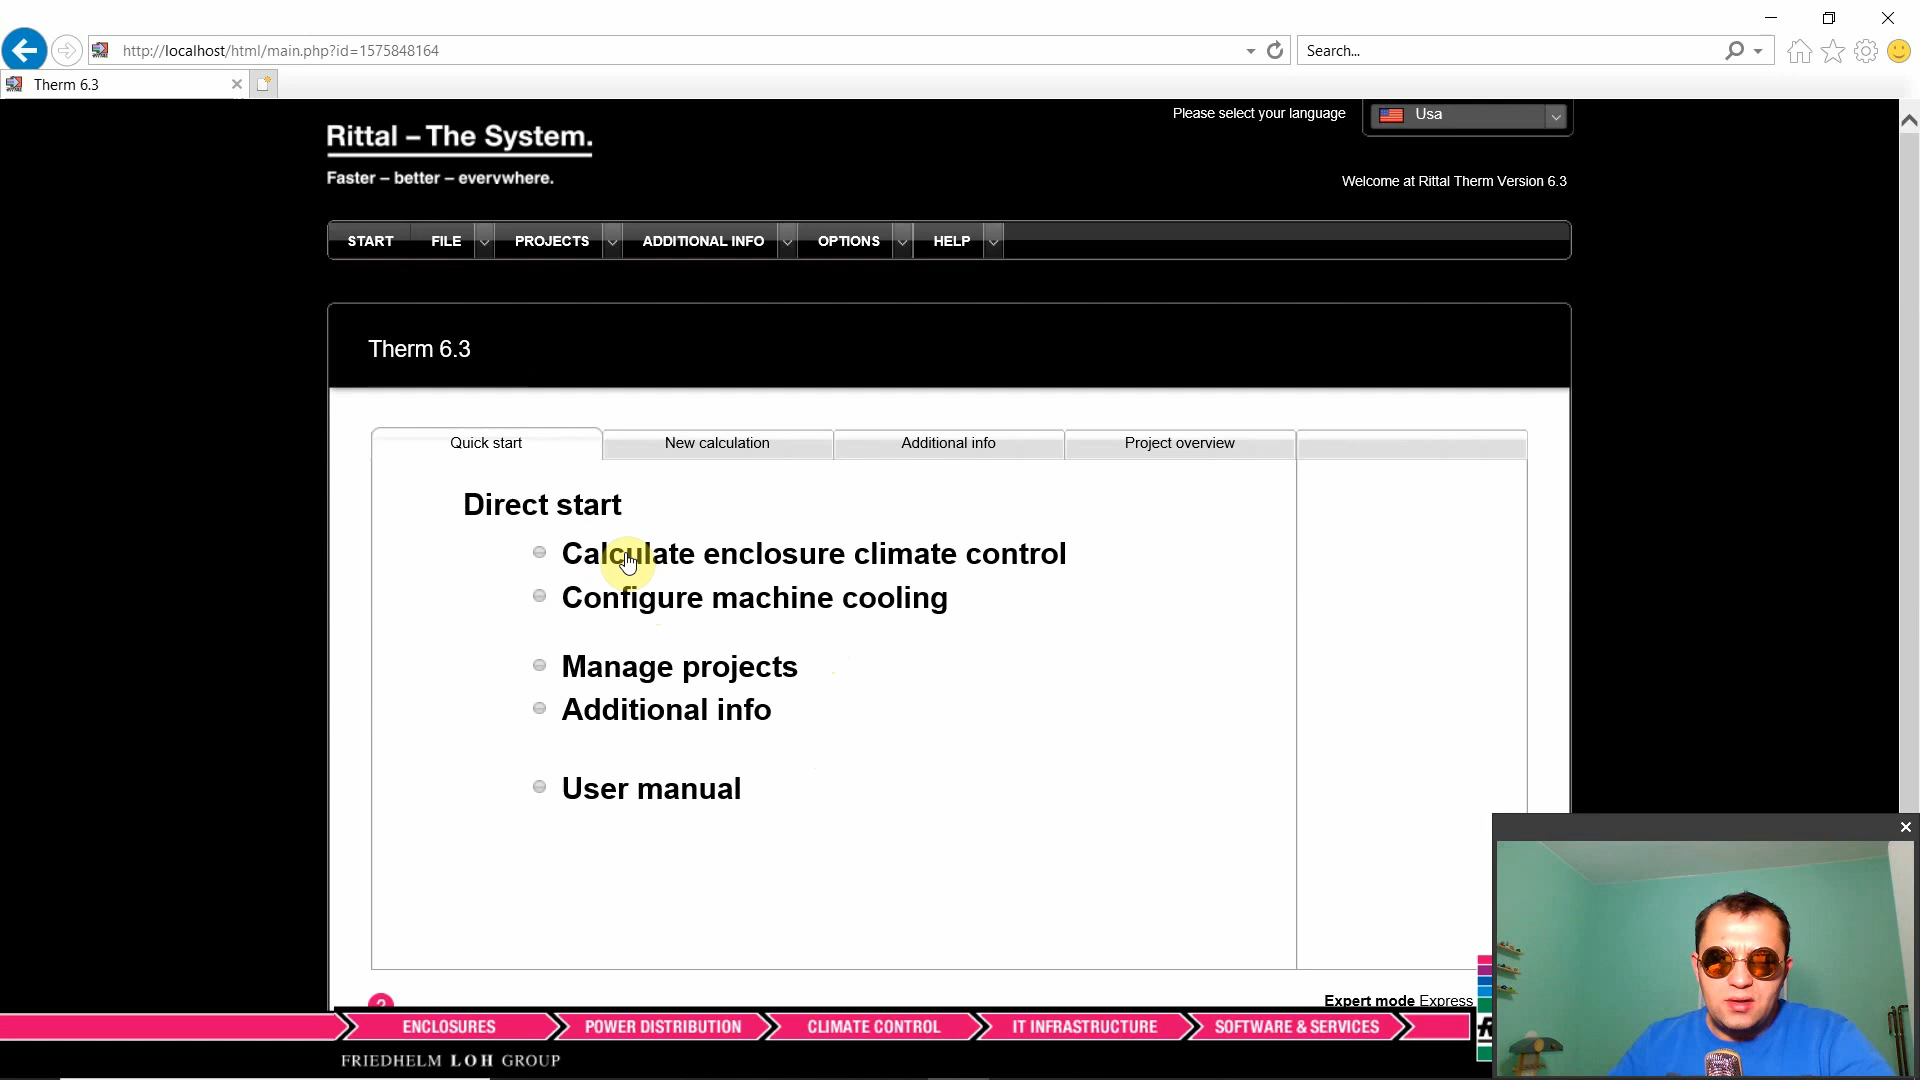 http://localhost/html/main.php?id=1575848164
Search...
Therm 6.3
Please select your language
Usa
Rittal – The System.
Faster – better – everywhere.
Welcome at Rittal Therm Version 6.3
START FILE PROJECTS ADDITIONAL INFO OPTIONS HELP
Therm 6.3
Quick start New calculation Additional info Project overview
Direct start
Calculate enclosure climate control
Configure machine cooling
Manage projects
Additional info
User manual
Expert mode Express
ENCLOSURES POWER DISTRIBUTION CLIMATE CONTROL IT INFRASTRUCTURE SOFTWARE & SERVICES
FRIEDHELM LOH GROUP